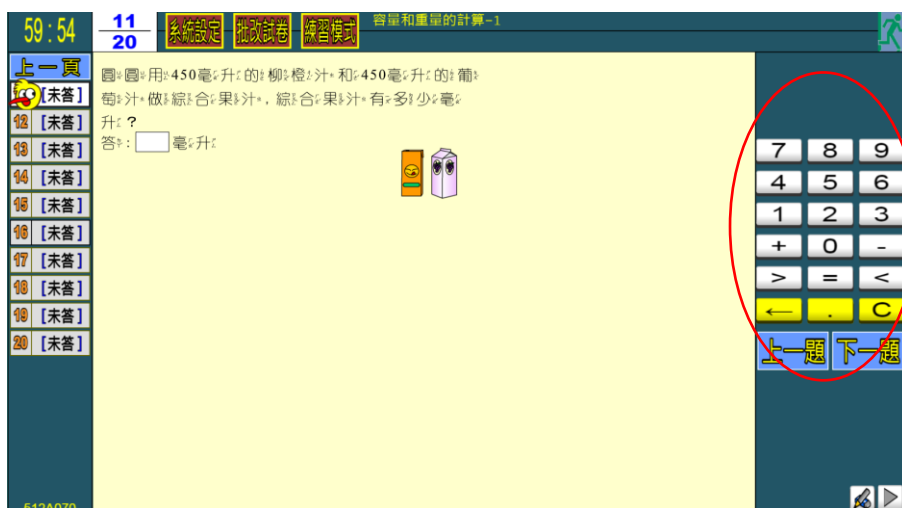 59:54
11
20
系統設定 批改試卷 練習模式
容量和重量的計算-1
上一頁
[未答]
12 [未答]
13 [未答]
14 [未答]
15 [未答]
16 [未答]
17 [未答]
18 [未答]
19 [未答]
20 [未答]
圓圓用450毫升的柳橙汁和450毫升的葡
萄汁做綜合果汁，綜合果汁有多少毫
升？
答：毫升
7 8 9
4 5 6
1 2 3
+ 0 -
> = <
← . C
上一題 下一題